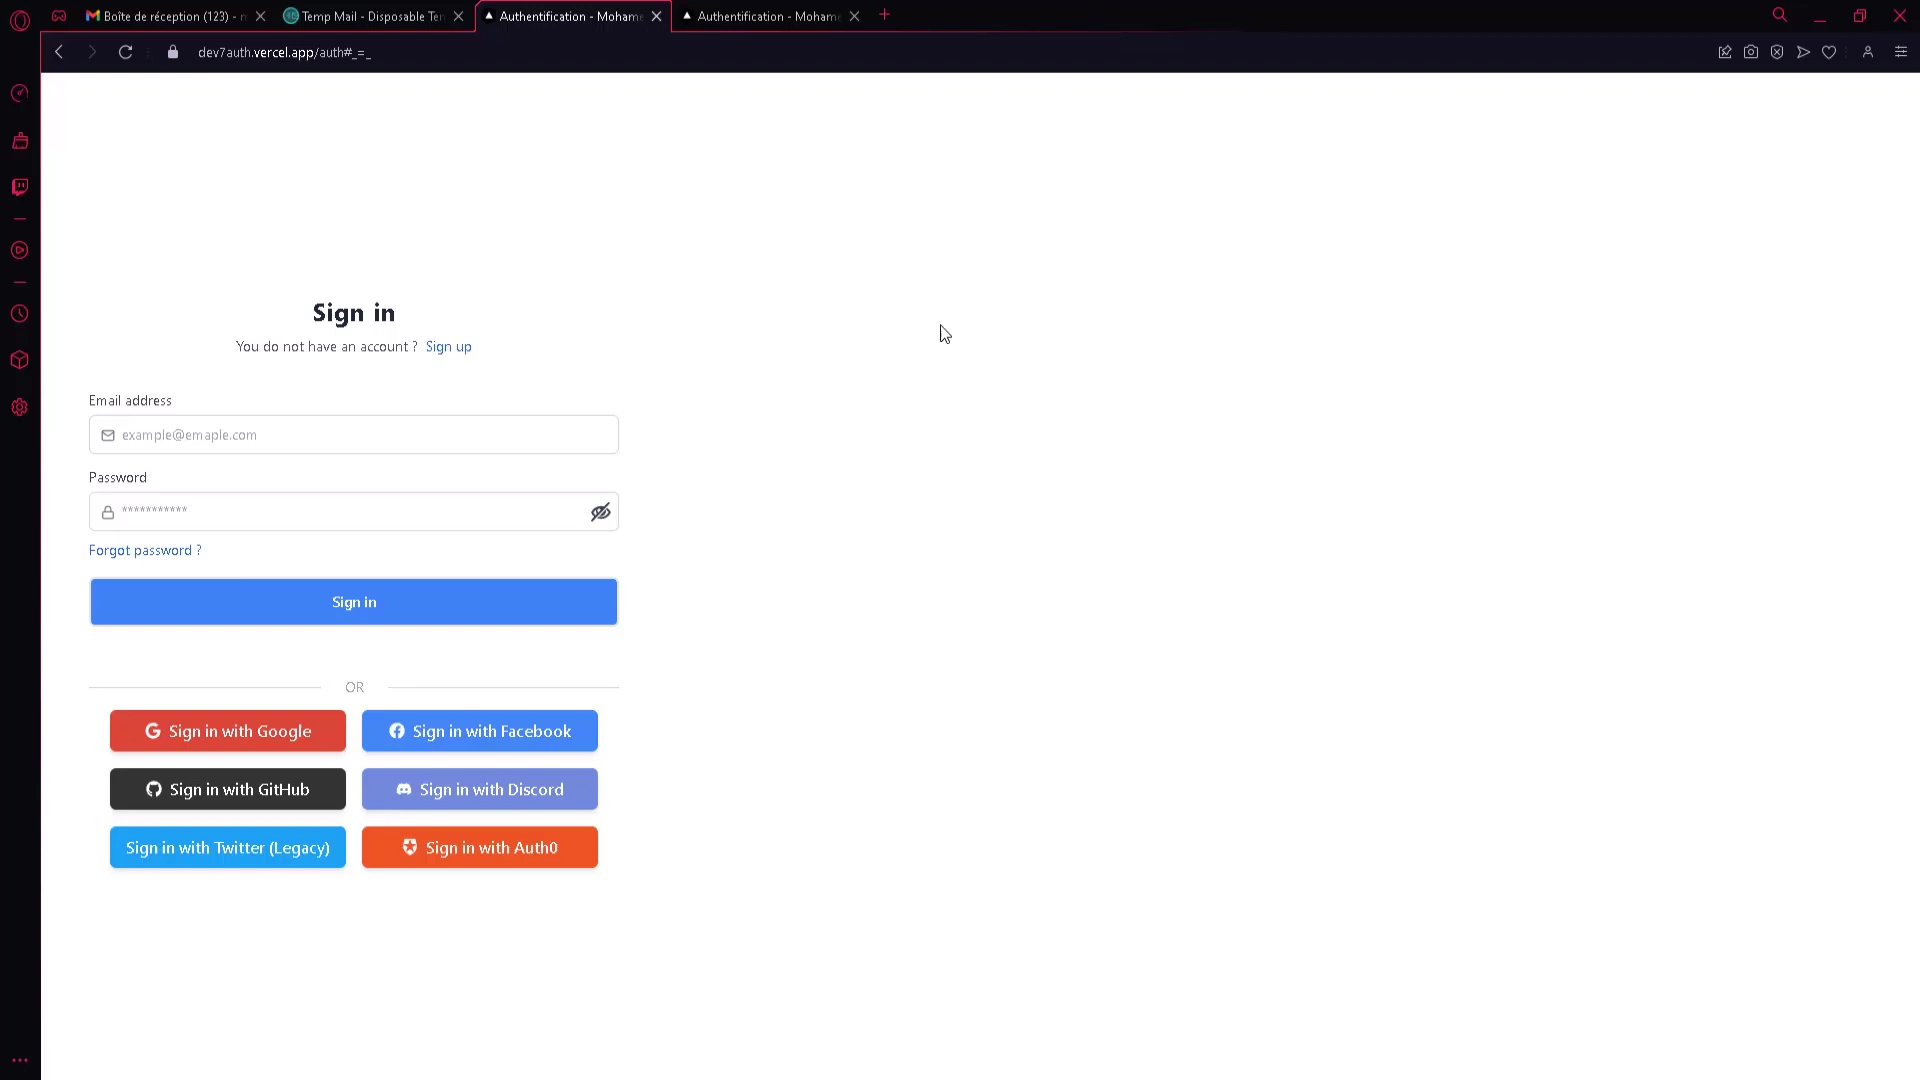 Boîte de réception (123) - n
Temp Mail - Disposable Ten
Authentification - Mohame
Authentification - Mohame
dev7auth.vercel.app/auth#_=_
Sign in
You do not have an account ? Sign up
Email address
example@emaple.com
Password
***********
Forgot password ?
Sign in
OR
Sign in with Google
Sign in with Facebook
Sign in with GitHub
Sign in with Discord
Sign in with Twitter (Legacy)
Sign in with Auth0